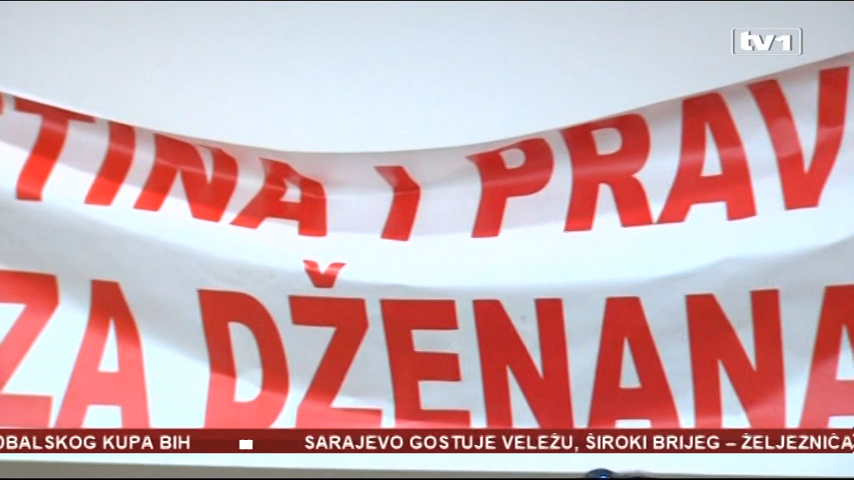 tv1
TINA I PRAV
ZA DŽENANA
OBALSKOG KUPA BIH SARAJEVO GOSTUJE VELEŽU, ŠIROKI BRIJEG – ŽELJEZNIČA